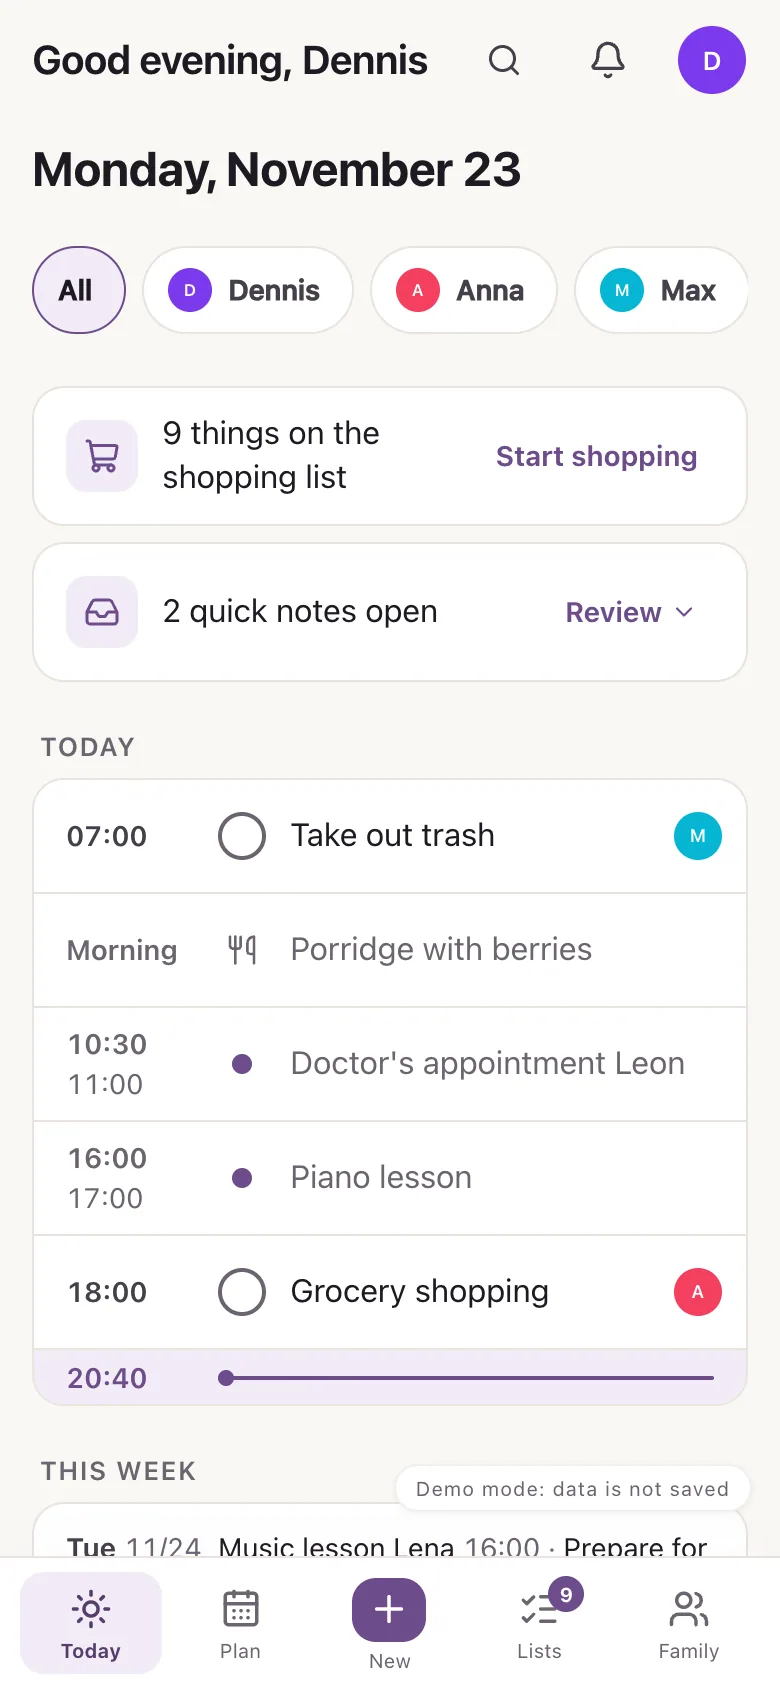 Good evening, Dennis
D
Monday, November 23
All
D Dennis
A Anna
M Max
9 things on the
shopping list
Start shopping
2 quick notes open
Review
TODAY
07:00 Take out trash M
Morning Porridge with berries
10:30
11:00
Doctor's appointment Leon
16:00
17:00
Piano lesson
18:00 Grocery shopping A
20:40
THIS WEEK
Demo mode: data is not saved
Tue 11/24 Music lesson Lena 16:00 · Prepare for
Today
Plan
New
9
Lists
Family